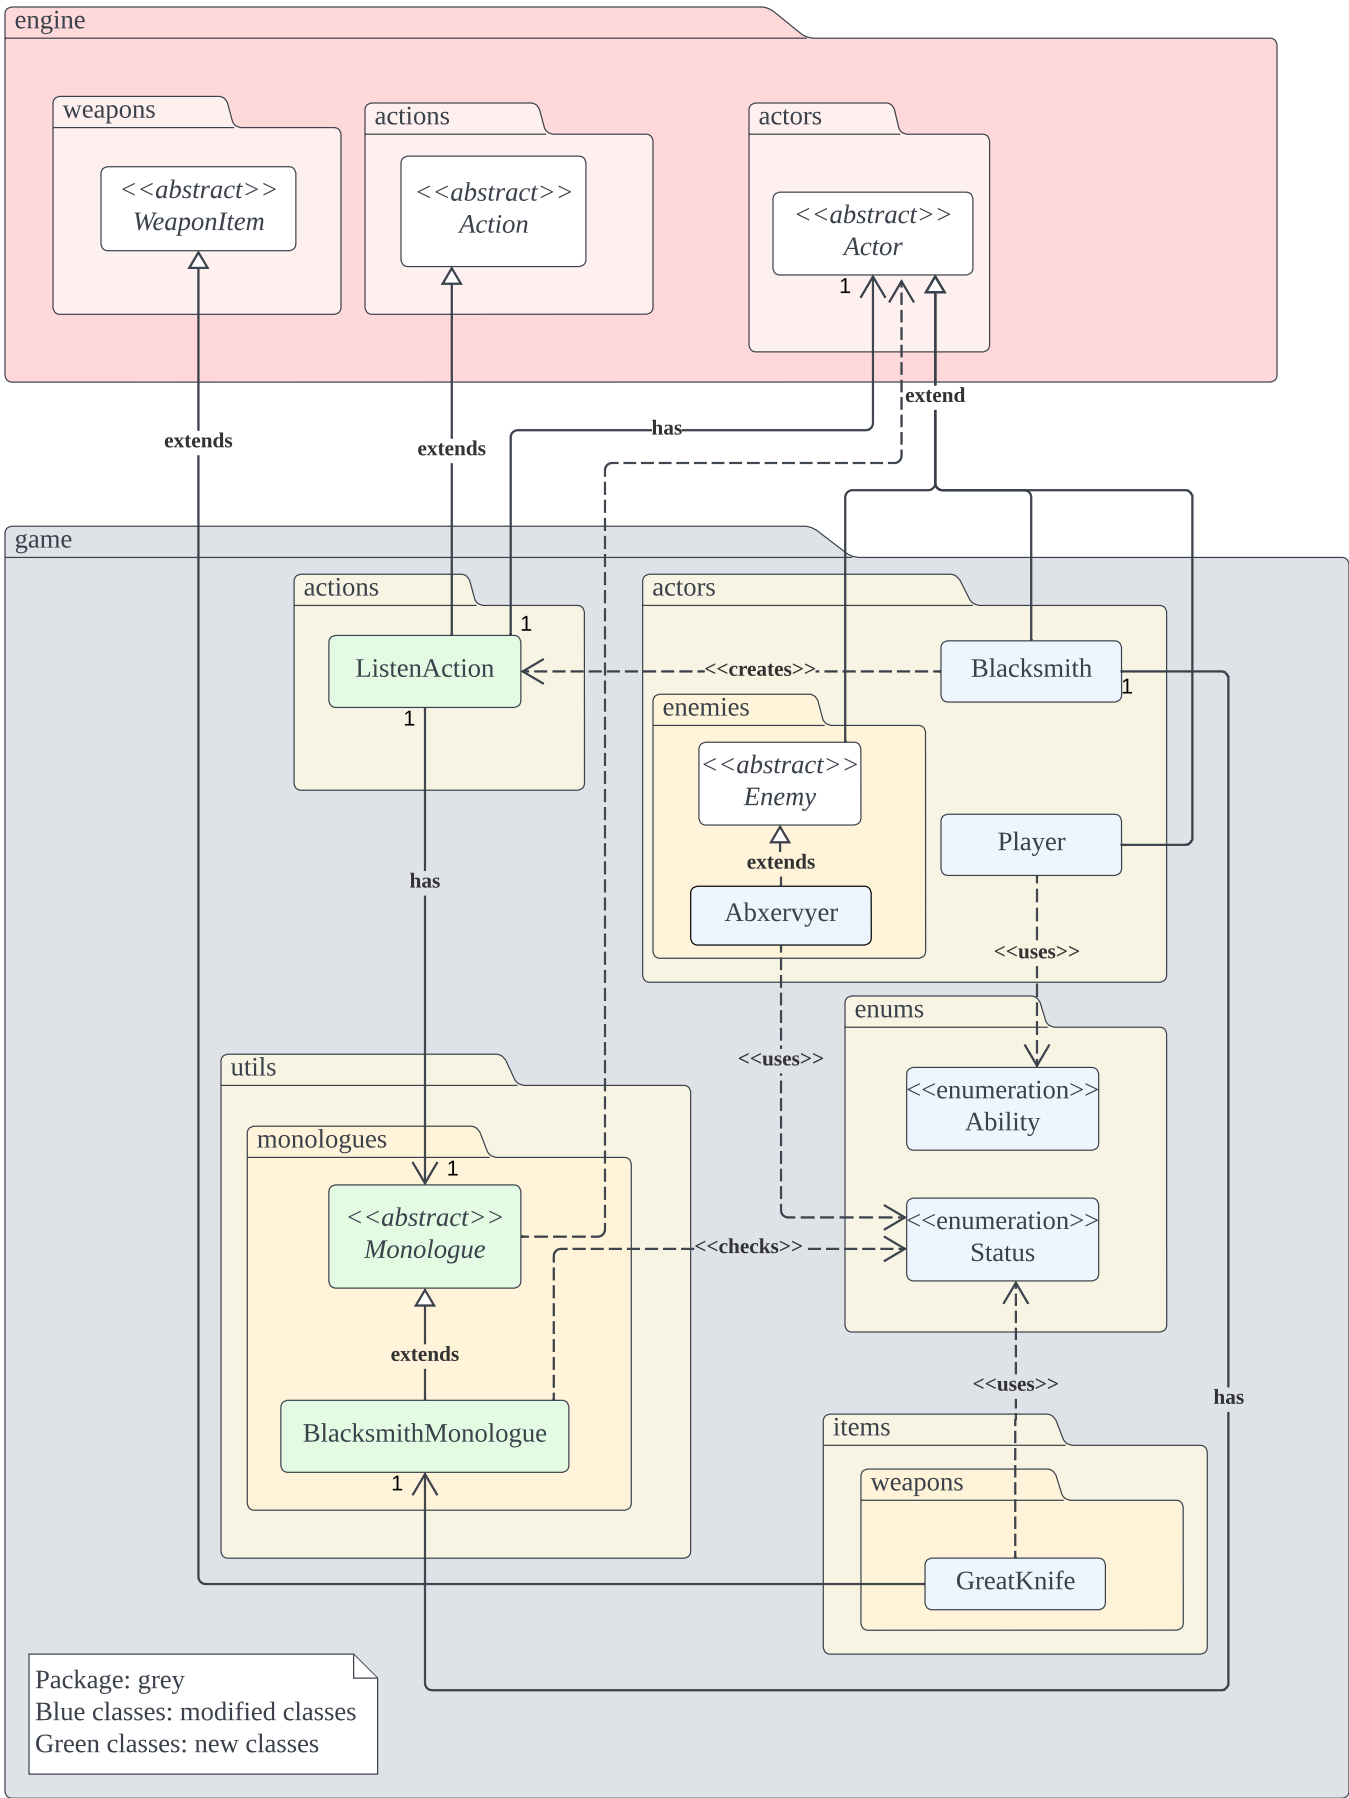 engine
weapons
actions
actors
<<abstract>>
WeaponItem
<<abstract>>
Action
<<abstract>>
Actor
1
extend
has
extends
extends
game
actions
actors
1
ListenAction
<<creates>>
Blacksmith
1
1
enemies
<<abstract>>
Enemy
Player
extends
has
Abxervyer
<<uses>>
enums
<<uses>>
utils
<<enumeration>>
Ability
monologues
1
<<abstract>>
Monologue
<<enumeration>>
Status
<<checks>>
extends
<<uses>>
has
items
BlacksmithMonologue
1
weapons
GreatKnife
Package: grey
Blue classes: modified classes
Green classes: new classes